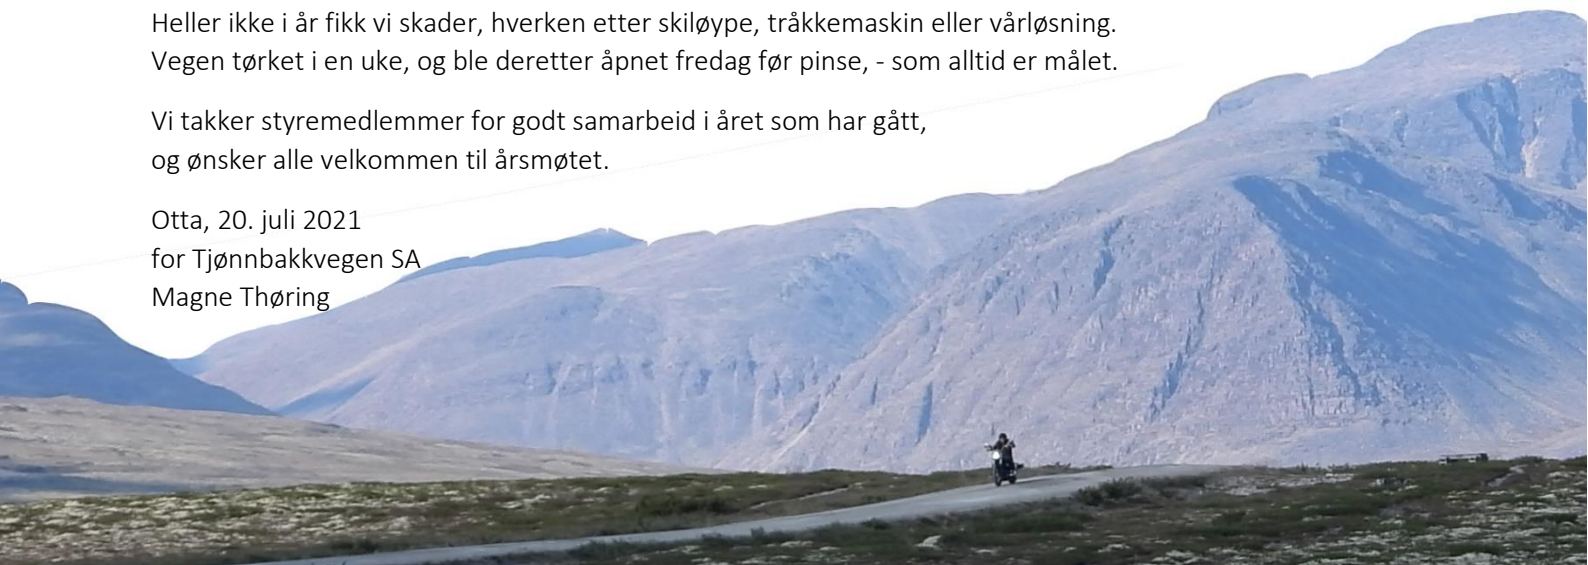 Heller ikke i år fikk vi skader, hverken etter skiløype, tråkkemaskin eller vårløsning.
Vegen tørket i en uke, og ble deretter åpnet fredag før pinse, - som alltid er målet.
Vi takker styremedlemmer for godt samarbeid i året som har gått,
og ønsker alle velkommen til årsmøtet.
Otta, 20. juli 2021
for Tjønnbakkvegen SA
Magne Thøring